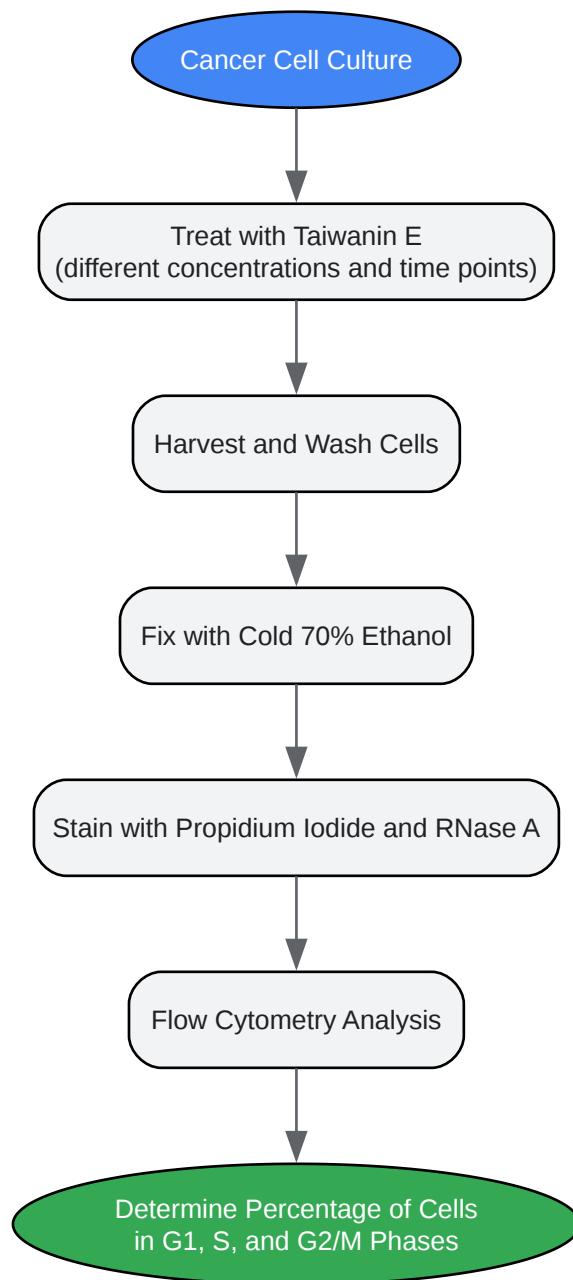 Cancer Cell Culture
Treat with Taiwanin E
(different concentrations and time points)
Harvest and Wash Cells
Fix with Cold 70% Ethanol
Stain with Propidium Iodide and RNase A
Flow Cytometry Analysis
Determine Percentage of Cells
in G1, S, and G2/M Phases